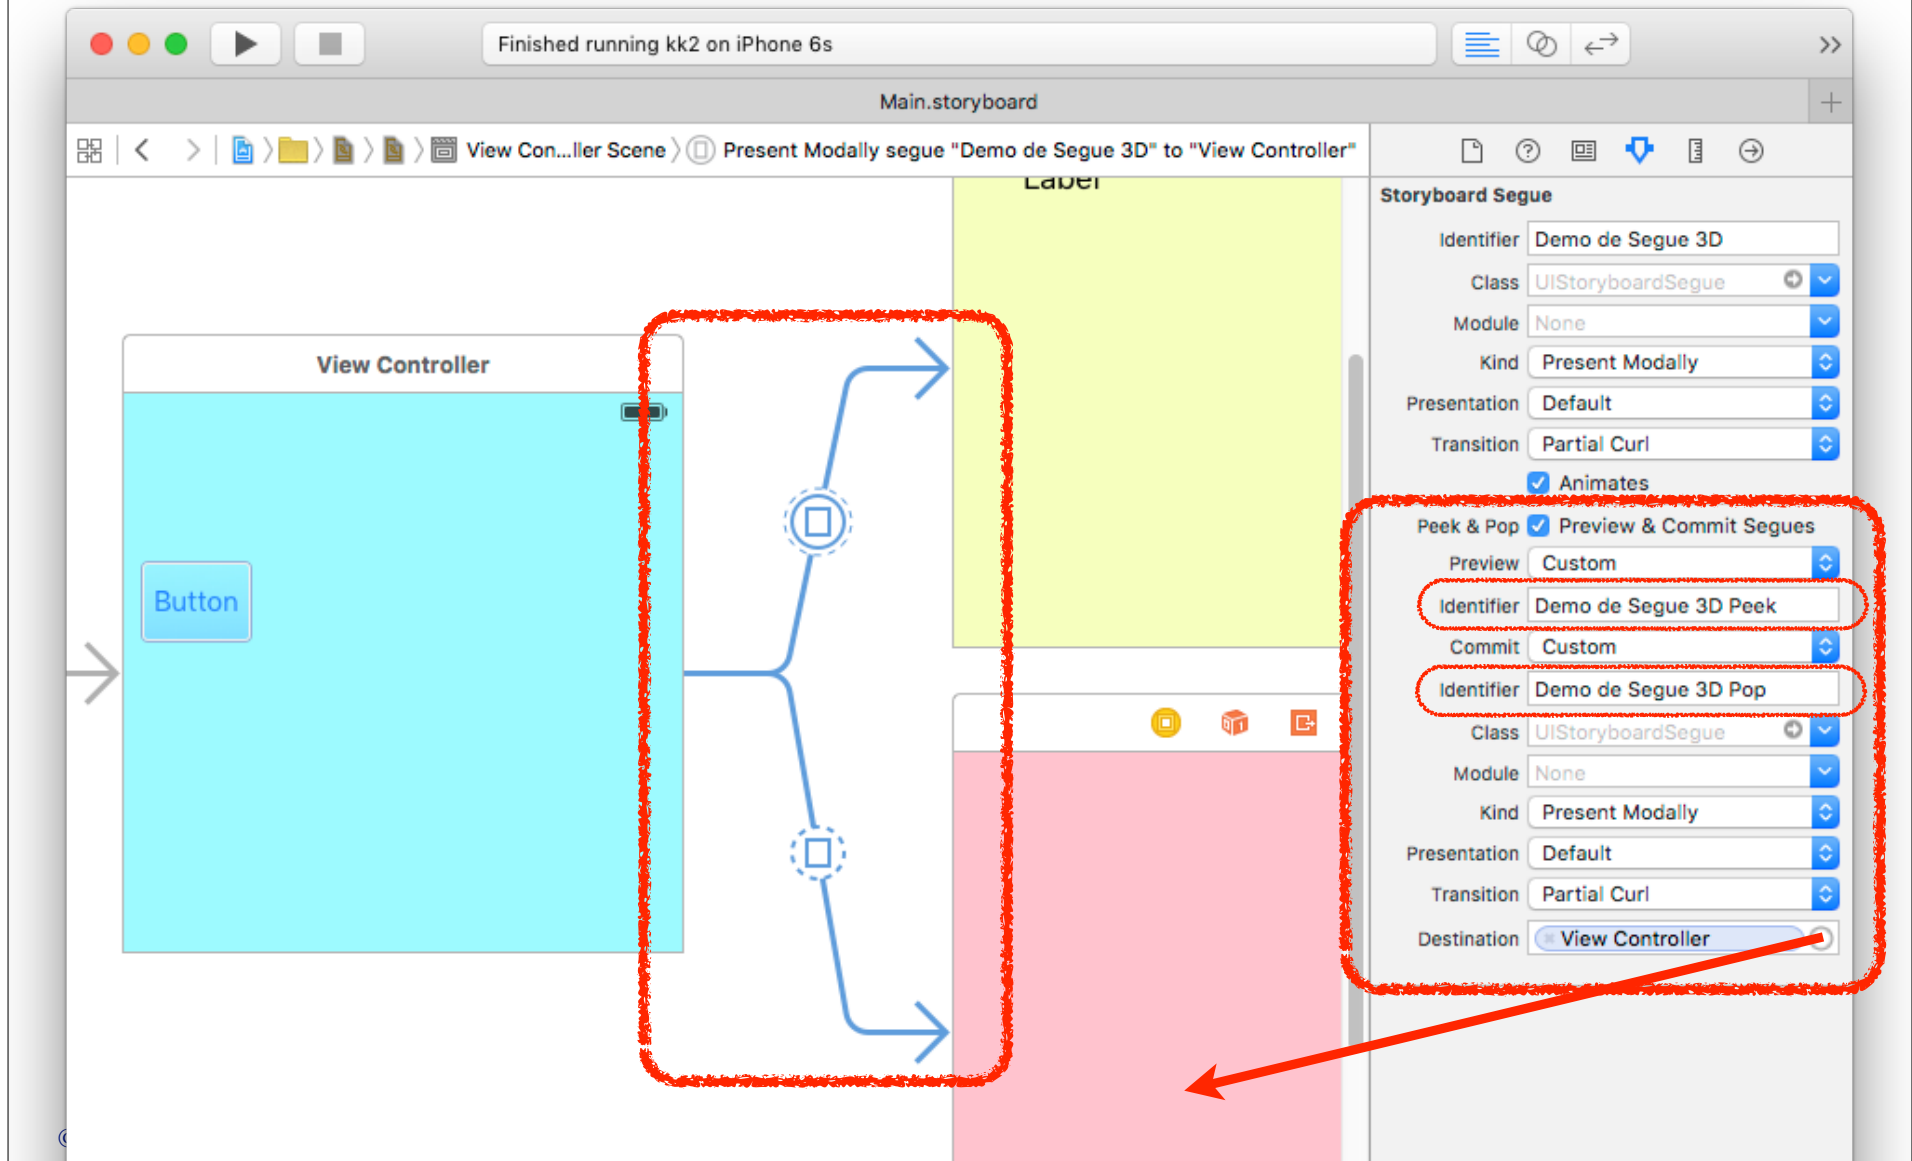 Finished running kk2 on iPhone 6s
Main.storyboard
View Con...ller Scene
Present Modally segue "Demo de Segue 3D" to "View Controller"
Label
View Controller
Button
Storyboard Segue
Identifier Demo de Segue 3D
Class UIStoryboardSegue
Module None
Kind Present Modally
Presentation Default
Transition Partial Curl
Animates
Peek & Pop Preview & Commit Segues
Preview Custom
Identifier Demo de Segue 3D Peek
Commit Custom
Identifier Demo de Segue 3D Pop
Class UIStoryboardSegue
Module None
Kind Present Modally
Presentation Default
Transition Partial Curl
Destination View Controller